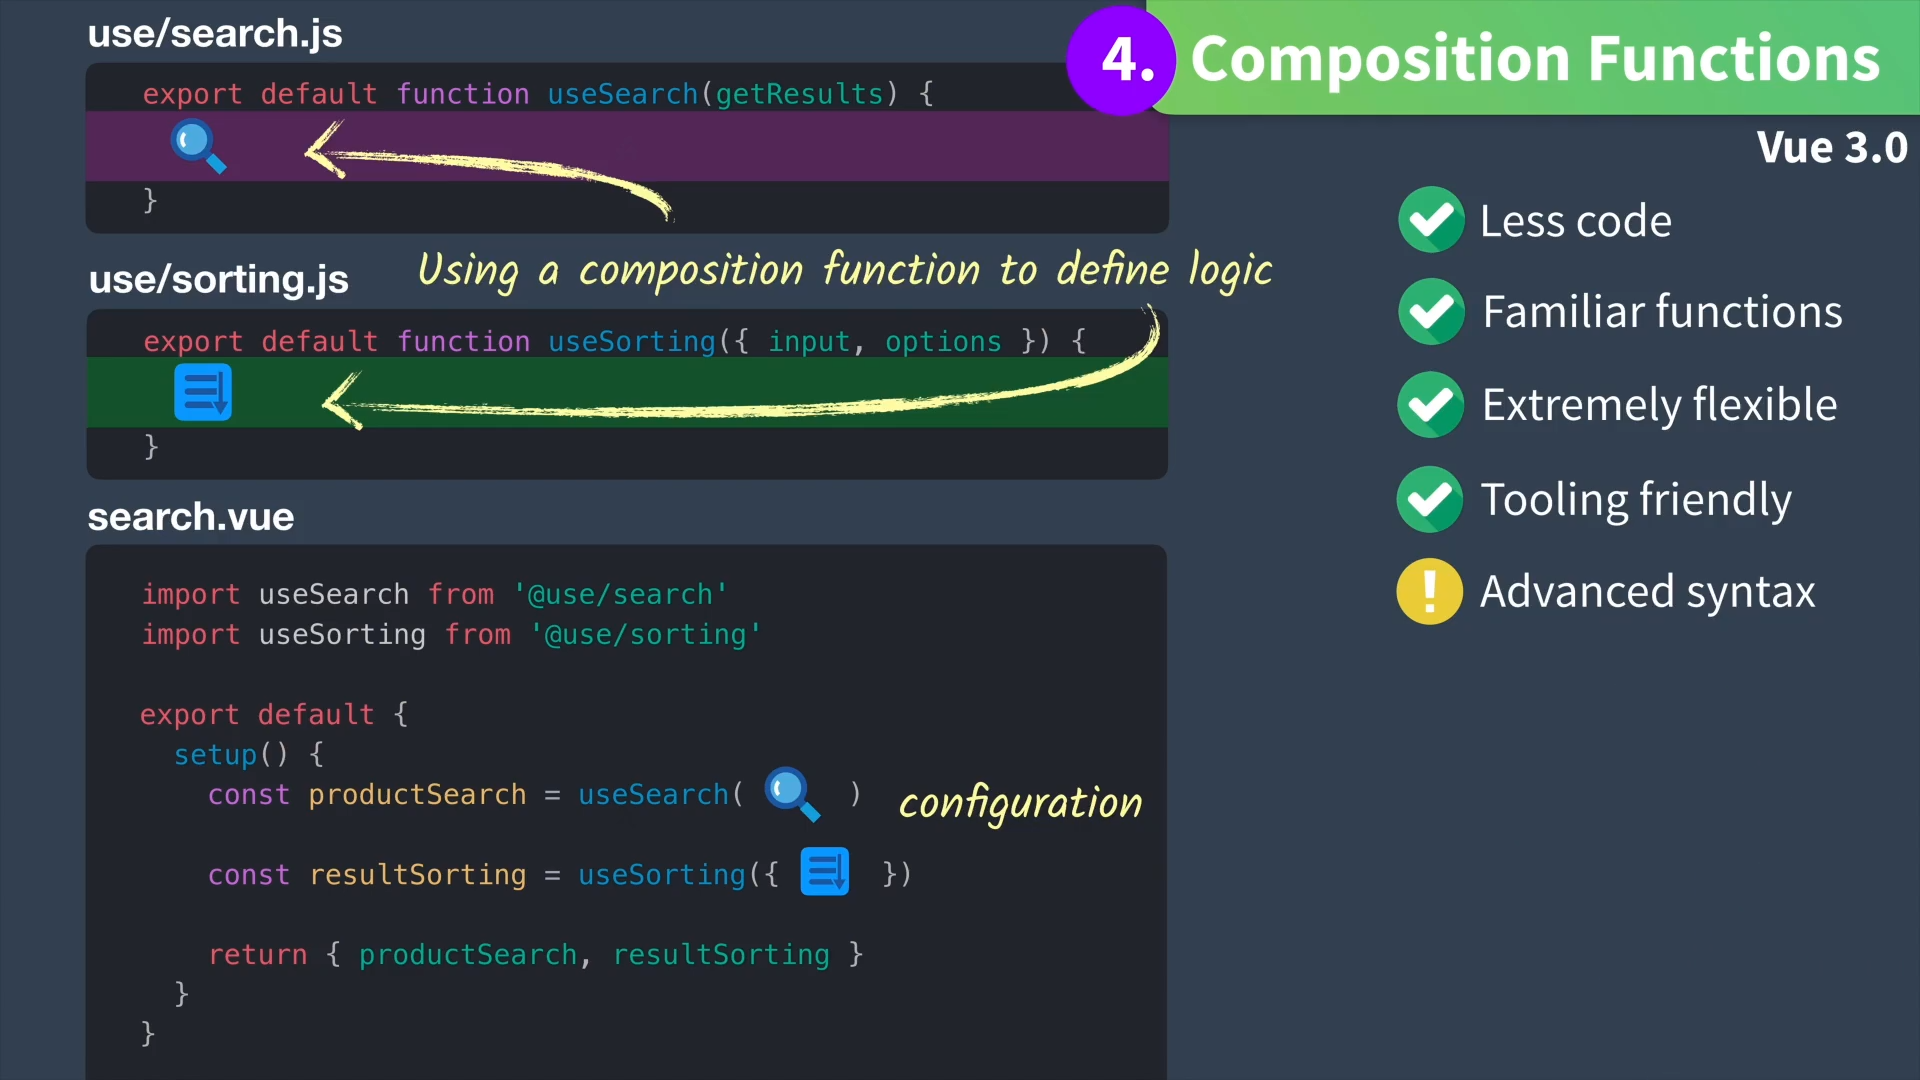 use/search.js
export default function useSearch(getResults) {
}
Using a composition function to define logic
use/sorting.js
export default function useSorting({ input, options }) {
}
search.vue
import useSearch from '@use/search'
import useSorting from '@use/sorting'
export default {
setup() {
const productSearch = useSearch( )
configuration
const resultSorting = useSorting({ })
return { productSearch, resultSorting }
}
}
4. Composition Functions
Vue 3.0
Less code
Familiar functions
Extremely flexible
Tooling friendly
! Advanced syntax